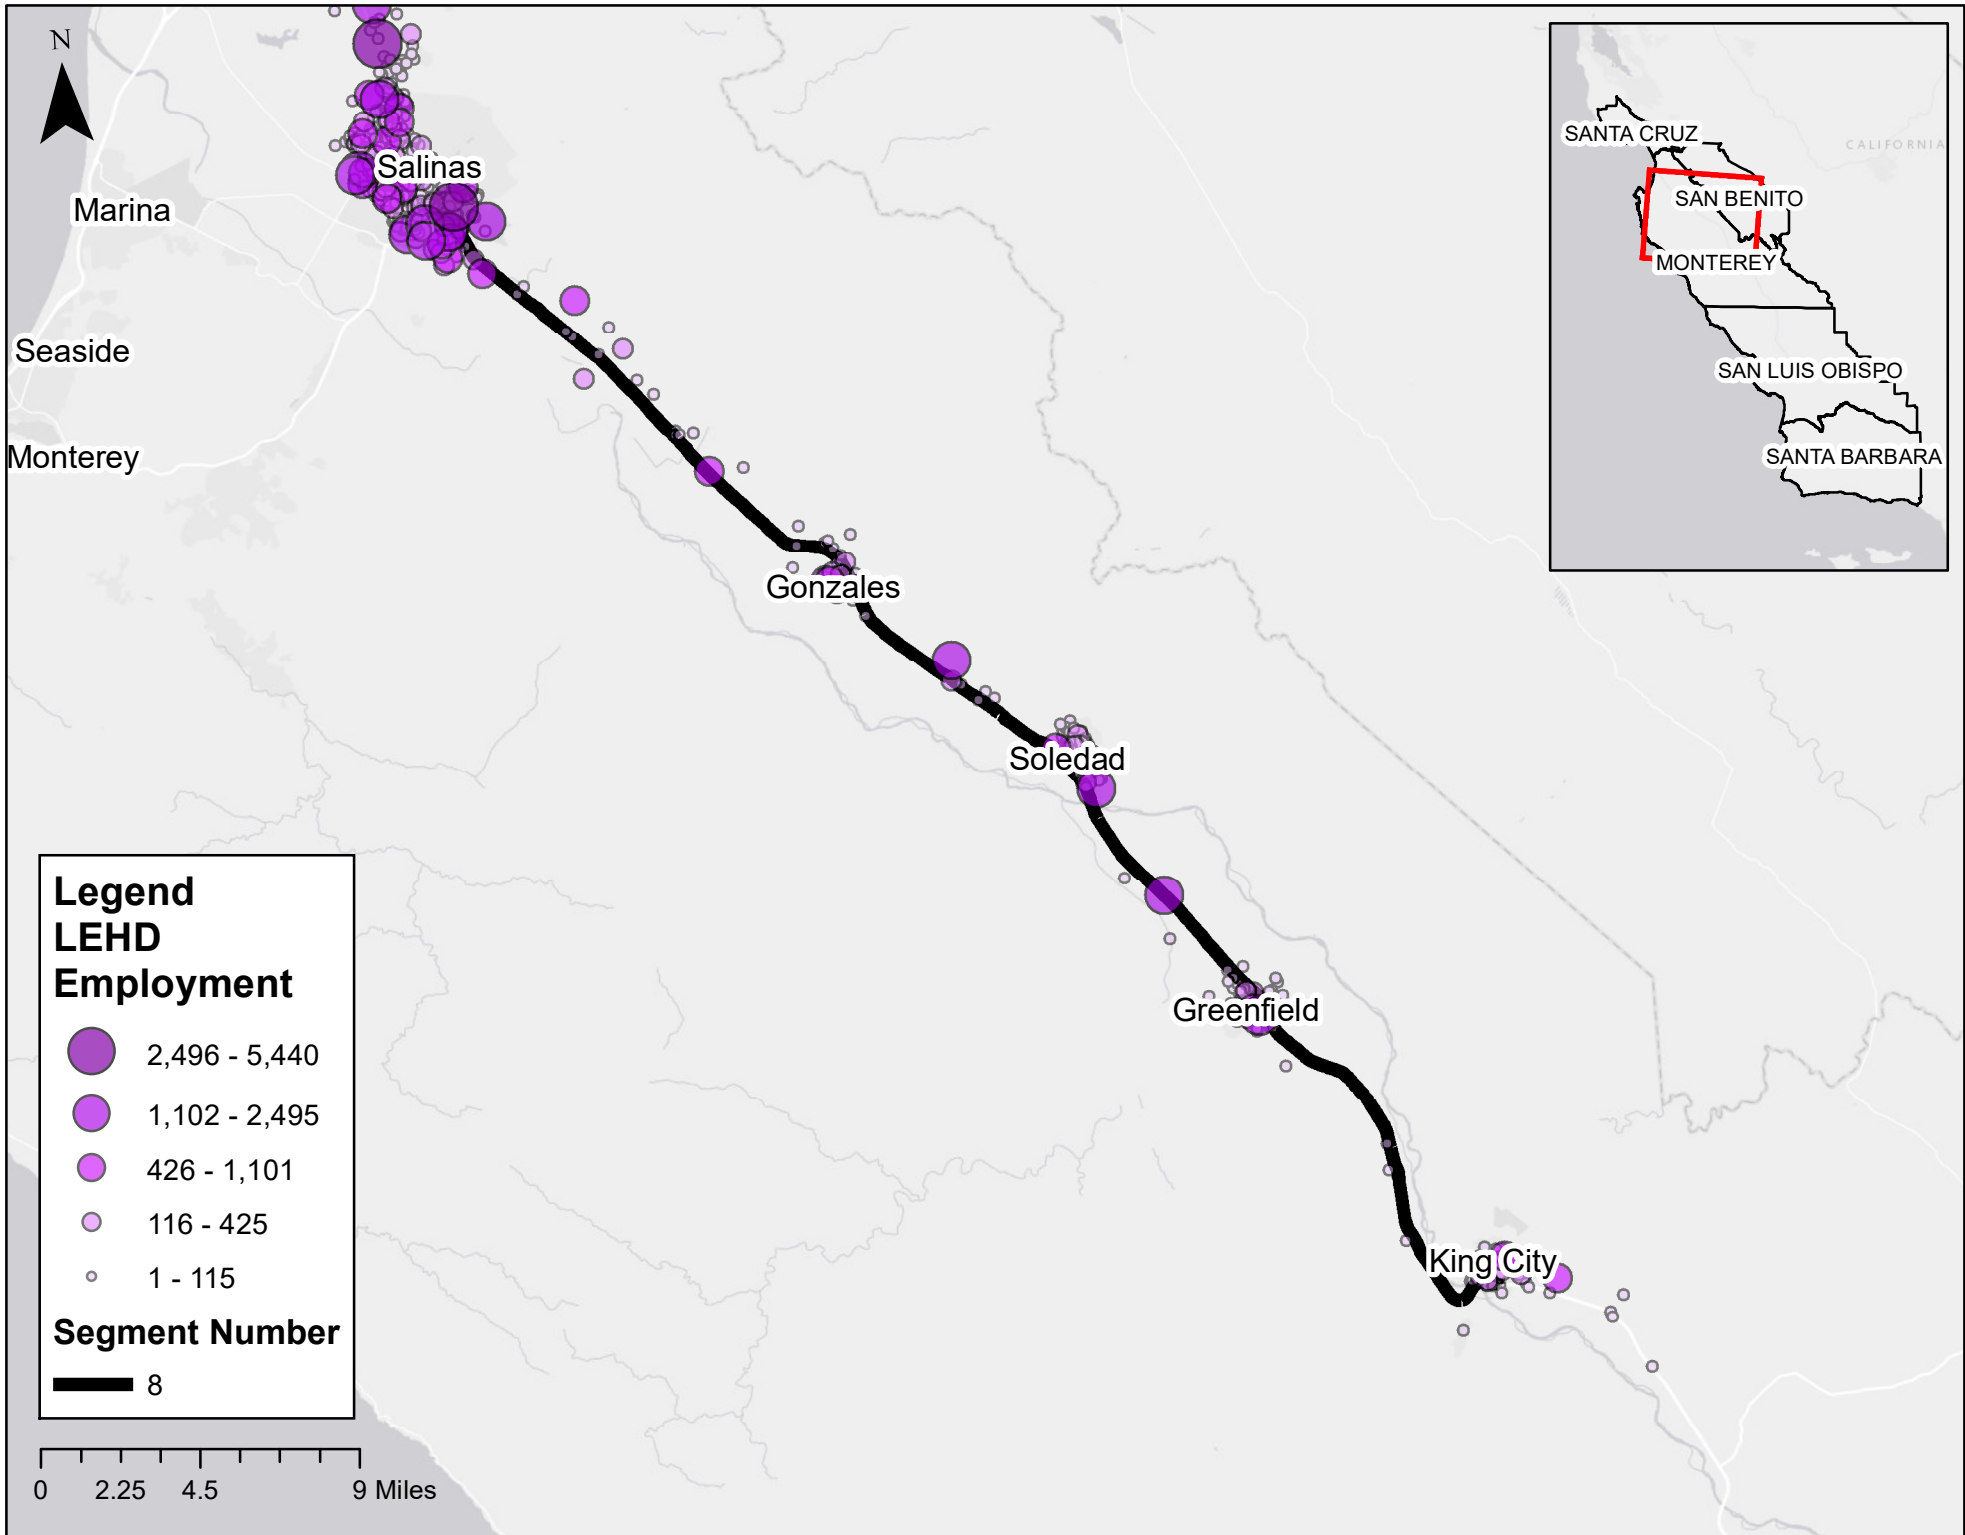 N
Salinas
Marina
Seaside
Monterey
Gonzales
Soledad
Greenfield
King City
SANTA CRUZ
CALIFORNIA
SAN BENITO
MONTEREY
SAN LUIS OBISPO
SANTA BARBARA
Legend
LEHD
Employment
2,496 - 5,440
1,102 - 2,495
426 - 1,101
116 - 425
1 - 115
Segment Number
8
0 2.25 4.5 9 Miles